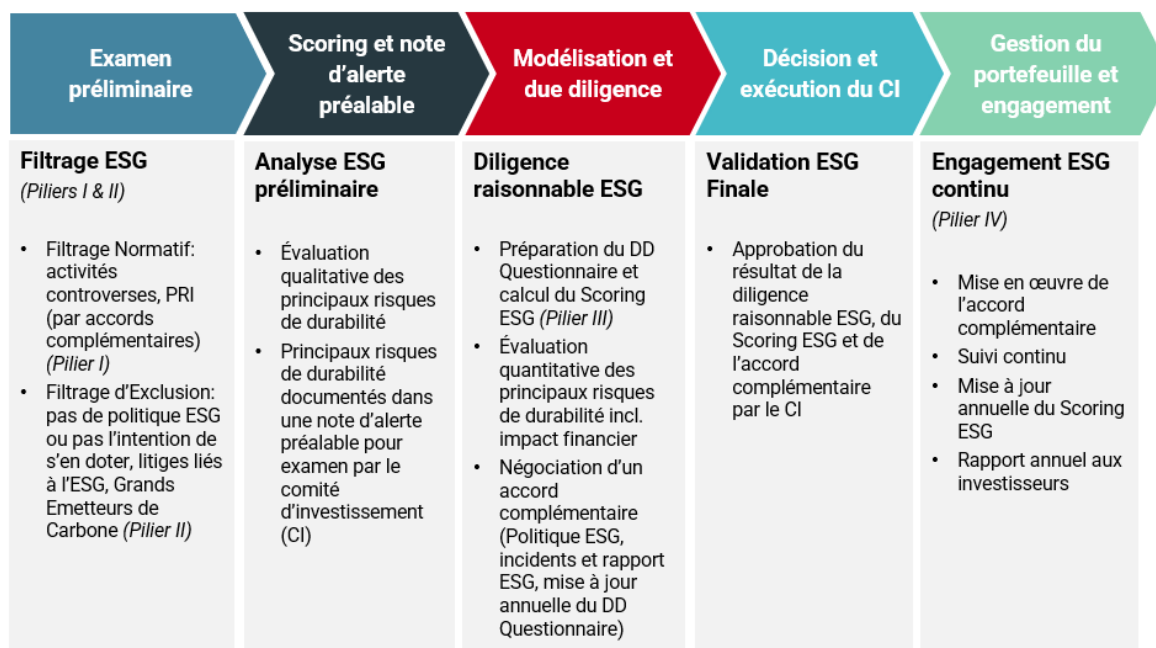 Examen
préliminaire
Scoring et note
d’alerte
préalable
Modélisation et
due diligence
Décision et
exécution du CI
Gestion du
portefeuille et
engagement
Filtrage ESG
(Piliers I & II)
• Filtrage Normatif:
activités
controverses, PRI
(par accords
complémentaires)
(Pilier I)
• Filtrage d’Exclusion:
pas de politique ESG
ou pas l’intention de
s’en doter, litiges liés
à l’ESG, Grands
Emetteurs de
Carbone (Pilier II)
Analyse ESG
préliminaire
• Évaluation
qualitative des
principaux risques
de durabilité
• Principaux risques
de durabilité
documentés dans
une note d’alerte
préalable pour
examen par le
comité
d’investissement
(CI)
Diligence
raisonnable ESG
• Préparation du DD
Questionnaire et
calcul du Scoring
ESG (Pilier III)
• Évaluation
quantitative des
principaux risques
de durabilité incl.
impact financier
• Négociation d’un
accord
complémentaire
(Politique ESG,
incidents et rapport
ESG, mise à jour
annuelle du DD
Questionnaire)
Validation ESG
Finale
• Approbation du
résultat de la
diligence
raisonnable ESG, du
Scoring ESG et de
l’accord
complémentaire
par le CI
Engagement ESG
continu
(Pilier IV)
• Mise en œuvre de
l’accord
complémentaire
• Suivi continu
• Mise à jour
annuelle du Scoring
ESG
• Rapport annuel aux
investisseurs